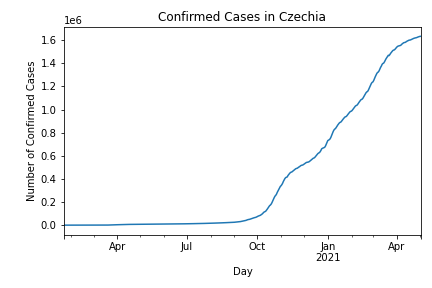 Confirmed Cases in Czechia
1e6
1.6
1.4
1.2
1.0
0.8
0.6
0.4
0.2
0.0
Number of Confirmed Cases
Apr Jul Oct Jan Apr
2021
Day